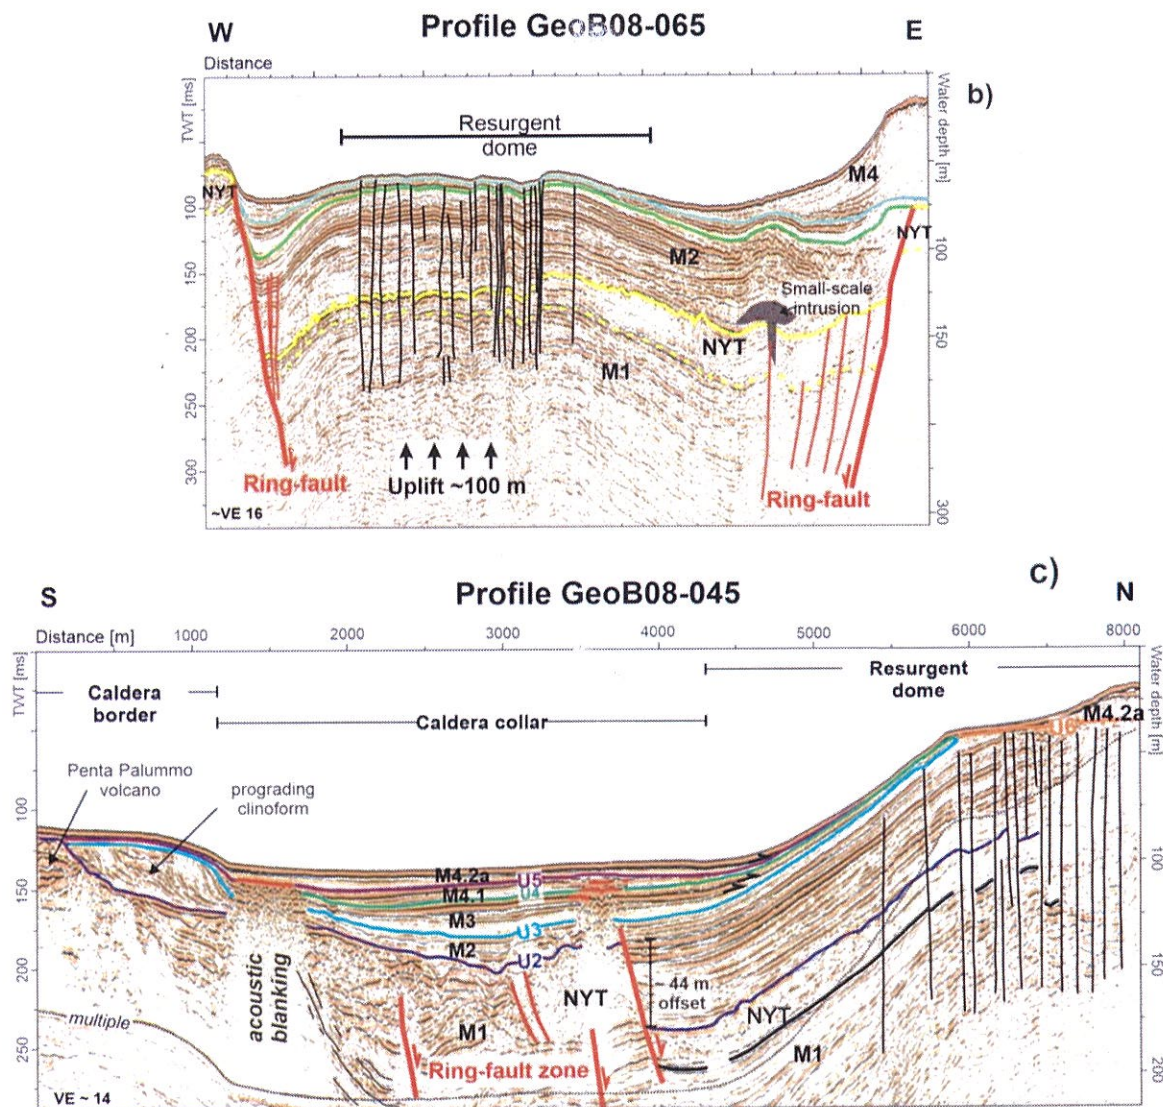 Profile GeoB08-065
W
E
b)
Distance
TWT [ms]
Water depth [m]
Resurgent
dome
NYT
M4
100
100
NYT
M2
150
Small-scale
intrusion
150
200
NYT
M1
250
300
Ring-fault
Uplift ~100 m
Ring-fault
~VE 16
300
c)
S
Profile GeoB08-045
N
Distance [m]
1000
2000
3000
4000
5000
6000
7000
8000
TWT [ms]
Water depth [m]
Caldera
border
Caldera collar
Resurgent
dome
M4.2a
U6
50
Penta Palummo
volcano
prograding
clinoform
100
100
M4.2a
U5
M4.1
U4
150
M3
U3
M2
U2
150
200
acoustic
blanking
NYT
~ 44 m
offset
NYT
multiple
M1
M1
250
Ring-fault zone
200
VE ~ 14